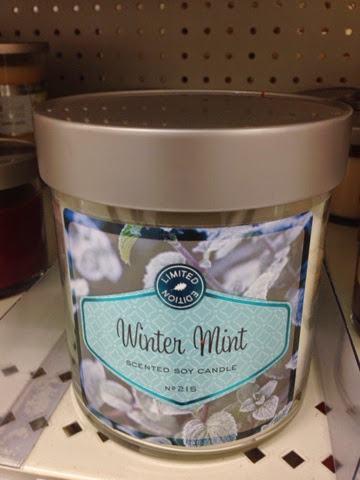 LIMITED
EDITION
Winter Mint
SCENTED SOY CANDLE
Nº216